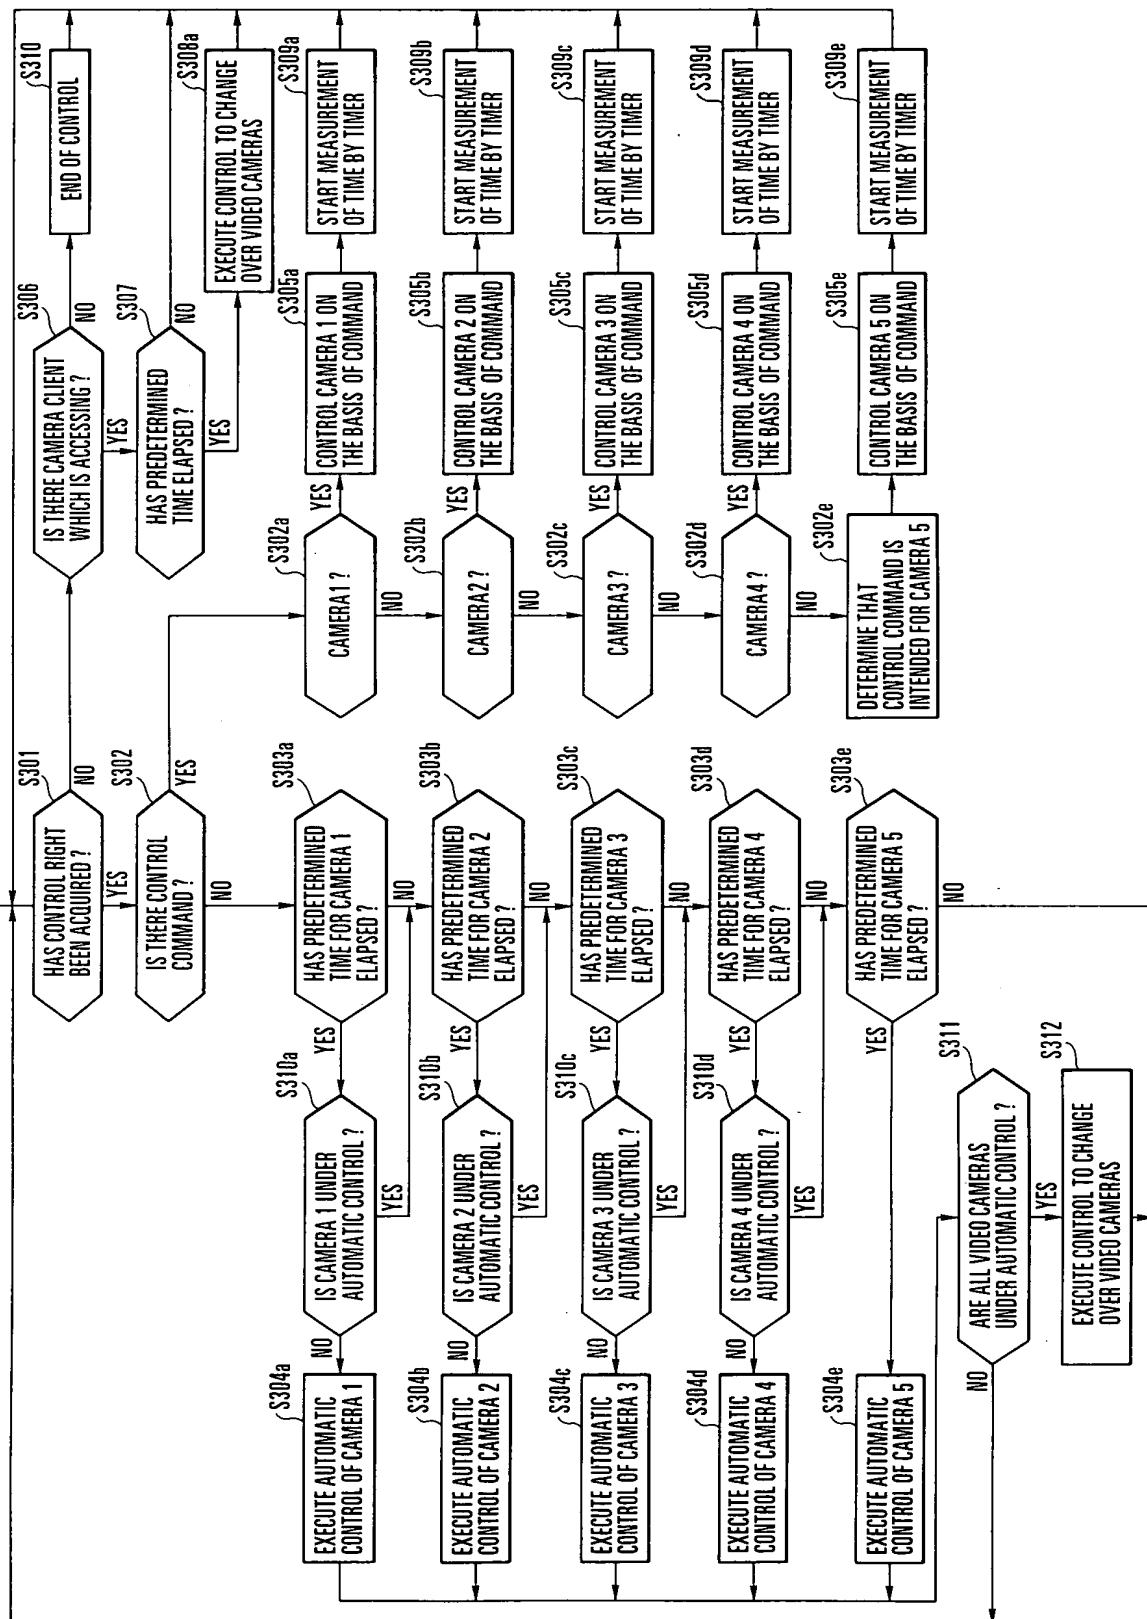 S301
HAS CONTROL RIGHT
BEEN ACQUIRED ?
NO
YES
S306
IS THERE CAMERA CLIENT
WHICH IS ACCESSING ?
NO
YES
S310
END OF CONTROL
S302
IS THERE CONTROL
COMMAND ?
YES
NO
S307
HAS PREDETERMINED
TIME ELAPSED ?
NO
YES
S308a
EXECUTE CONTROL TO CHANGE
OVER VIDEO CAMERAS
S304a
EXECUTE AUTOMATIC
CONTROL OF CAMERA 1
NO
S310a
IS CAMERA 1 UNDER
AUTOMATIC CONTROL ?
YES
YES
S303a
HAS PREDETERMINED
TIME FOR CAMERA 1
ELAPSED ?
NO
S302a
CAMERA1 ?
YES
NO
S305a
CONTROL CAMERA 1 ON
THE BASIS OF COMMAND
S309a
START MEASUREMENT
OF TIME BY TIMER
S304b
EXECUTE AUTOMATIC
CONTROL OF CAMERA 2
NO
S310b
IS CAMERA 2 UNDER
AUTOMATIC CONTROL ?
YES
YES
S303b
HAS PREDETERMINED
TIME FOR CAMERA 2
ELAPSED ?
NO
S302b
CAMERA2 ?
YES
NO
S305b
CONTROL CAMERA 2 ON
THE BASIS OF COMMAND
S309b
START MEASUREMENT
OF TIME BY TIMER
S304c
EXECUTE AUTOMATIC
CONTROL OF CAMERA 3
NO
S310c
IS CAMERA 3 UNDER
AUTOMATIC CONTROL ?
YES
YES
S303c
HAS PREDETERMINED
TIME FOR CAMERA 3
ELAPSED ?
NO
S302c
CAMERA3 ?
YES
NO
S305c
CONTROL CAMERA 3 ON
THE BASIS OF COMMAND
S309c
START MEASUREMENT
OF TIME BY TIMER
S304d
EXECUTE AUTOMATIC
CONTROL OF CAMERA 4
NO
S310d
IS CAMERA 4 UNDER
AUTOMATIC CONTROL ?
YES
YES
S303d
HAS PREDETERMINED
TIME FOR CAMERA 4
ELAPSED ?
NO
S302d
CAMERA4 ?
YES
NO
S305d
CONTROL CAMERA 4 ON
THE BASIS OF COMMAND
S309d
START MEASUREMENT
OF TIME BY TIMER
S304e
EXECUTE AUTOMATIC
CONTROL OF CAMERA 5
YES
S303e
HAS PREDETERMINED
TIME FOR CAMERA 5
ELAPSED ?
NO
S302e
DETERMINE THAT
CONTROL COMMAND IS
INTENDED FOR CAMERA 5
S305e
CONTROL CAMERA 5 ON
THE BASIS OF COMMAND
S309e
START MEASUREMENT
OF TIME BY TIMER
S311
ARE ALL VIDEO CAMERAS
UNDER AUTOMATIC CONTROL ?
NO
YES
S312
EXECUTE CONTROL TO CHANGE
OVER VIDEO CAMERAS